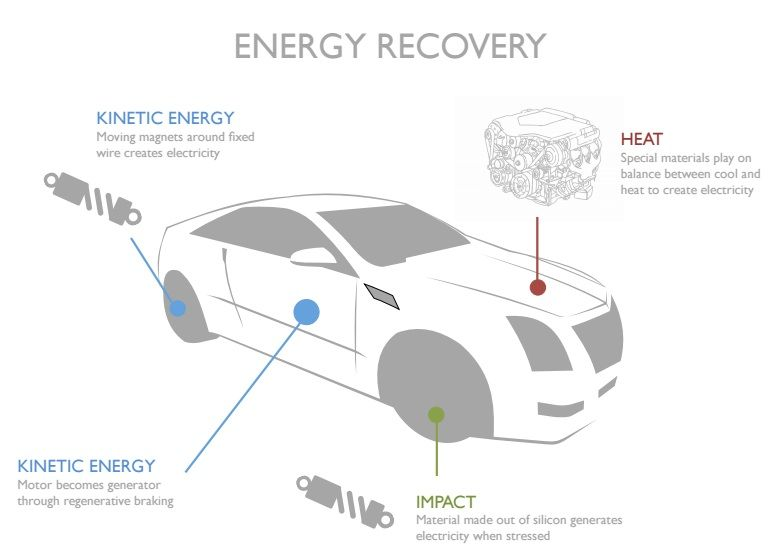 ENERGY RECOVERY
KINETIC ENERGY
Moving magnets around fixed
wire creates electricity
HEAT
Special materials play on
balance between cool and
heat to create electricity
KINETIC ENERGY
Motor becomes generator
through regenerative braking
IMPACT
Material made out of silicon generates
electricity when stressed